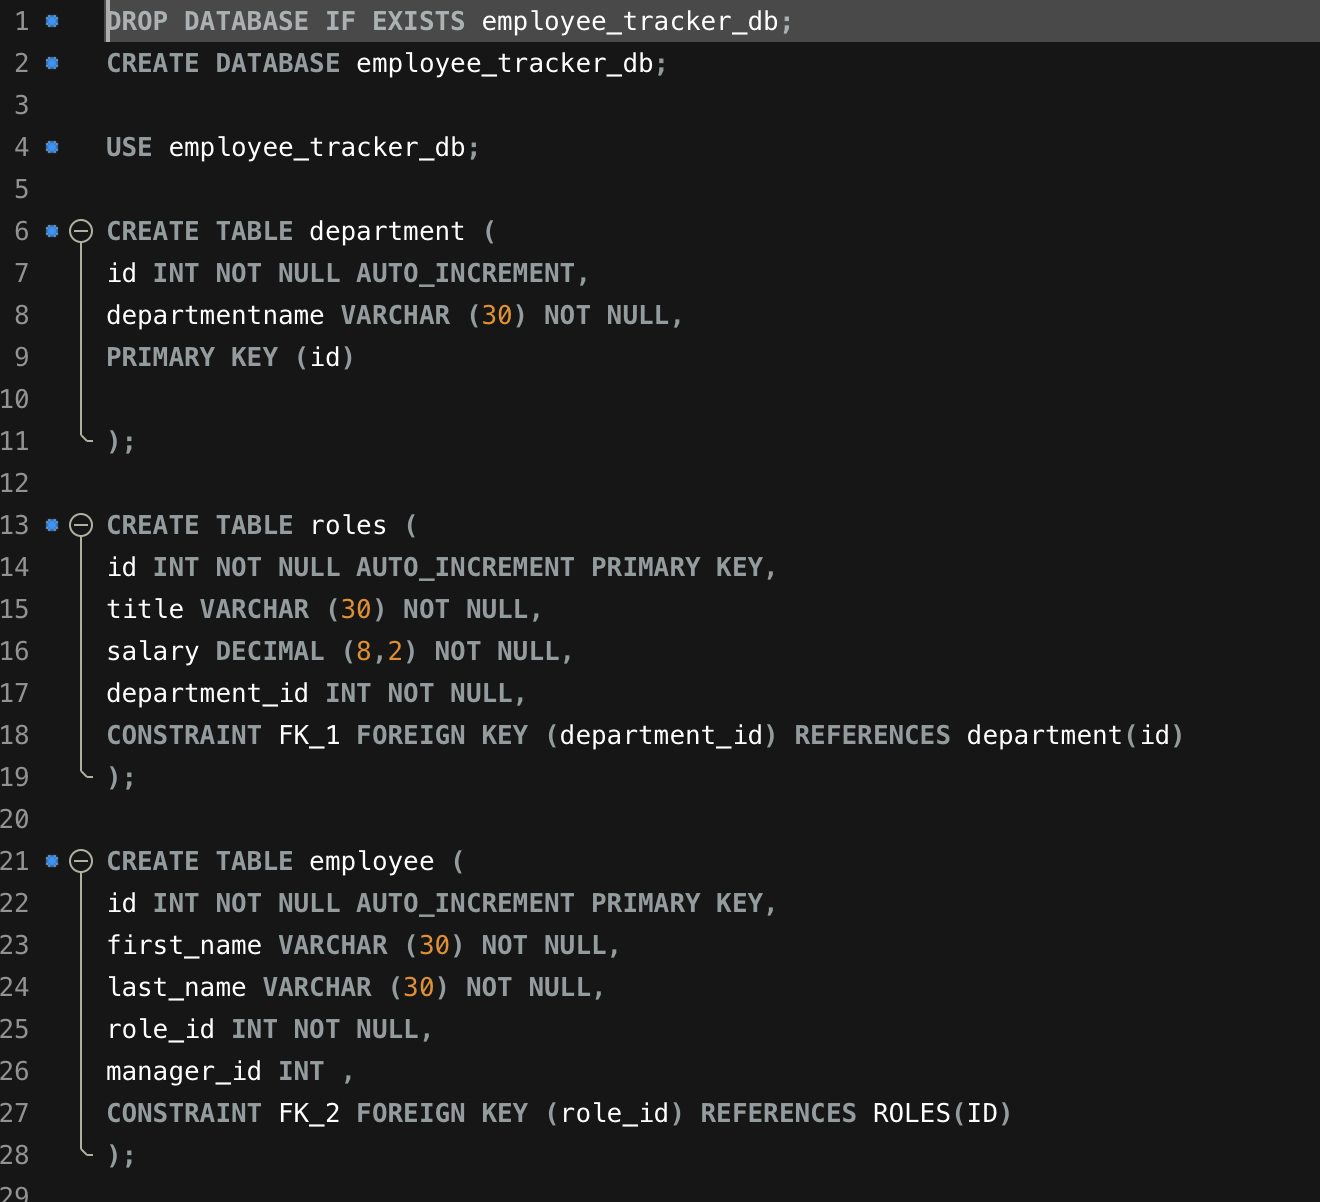 1 DROP DATABASE IF EXISTS employee_tracker_db;
2 CREATE DATABASE employee_tracker_db;
3
4 USE employee_tracker_db;
5
6 CREATE TABLE department (
7 id INT NOT NULL AUTO_INCREMENT,
8 departmentname VARCHAR (30) NOT NULL,
9 PRIMARY KEY (id)
10
11 );
12
13 CREATE TABLE roles (
14 id INT NOT NULL AUTO_INCREMENT PRIMARY KEY,
15 title VARCHAR (30) NOT NULL,
16 salary DECIMAL (8,2) NOT NULL,
17 department_id INT NOT NULL,
18 CONSTRAINT FK_1 FOREIGN KEY (department_id) REFERENCES department(id)
19 );
20
21 CREATE TABLE employee (
22 id INT NOT NULL AUTO_INCREMENT PRIMARY KEY,
23 first_name VARCHAR (30) NOT NULL,
24 last_name VARCHAR (30) NOT NULL,
25 role_id INT NOT NULL,
26 manager_id INT ,
27 CONSTRAINT FK_2 FOREIGN KEY (role_id) REFERENCES ROLES(ID)
28 );
29